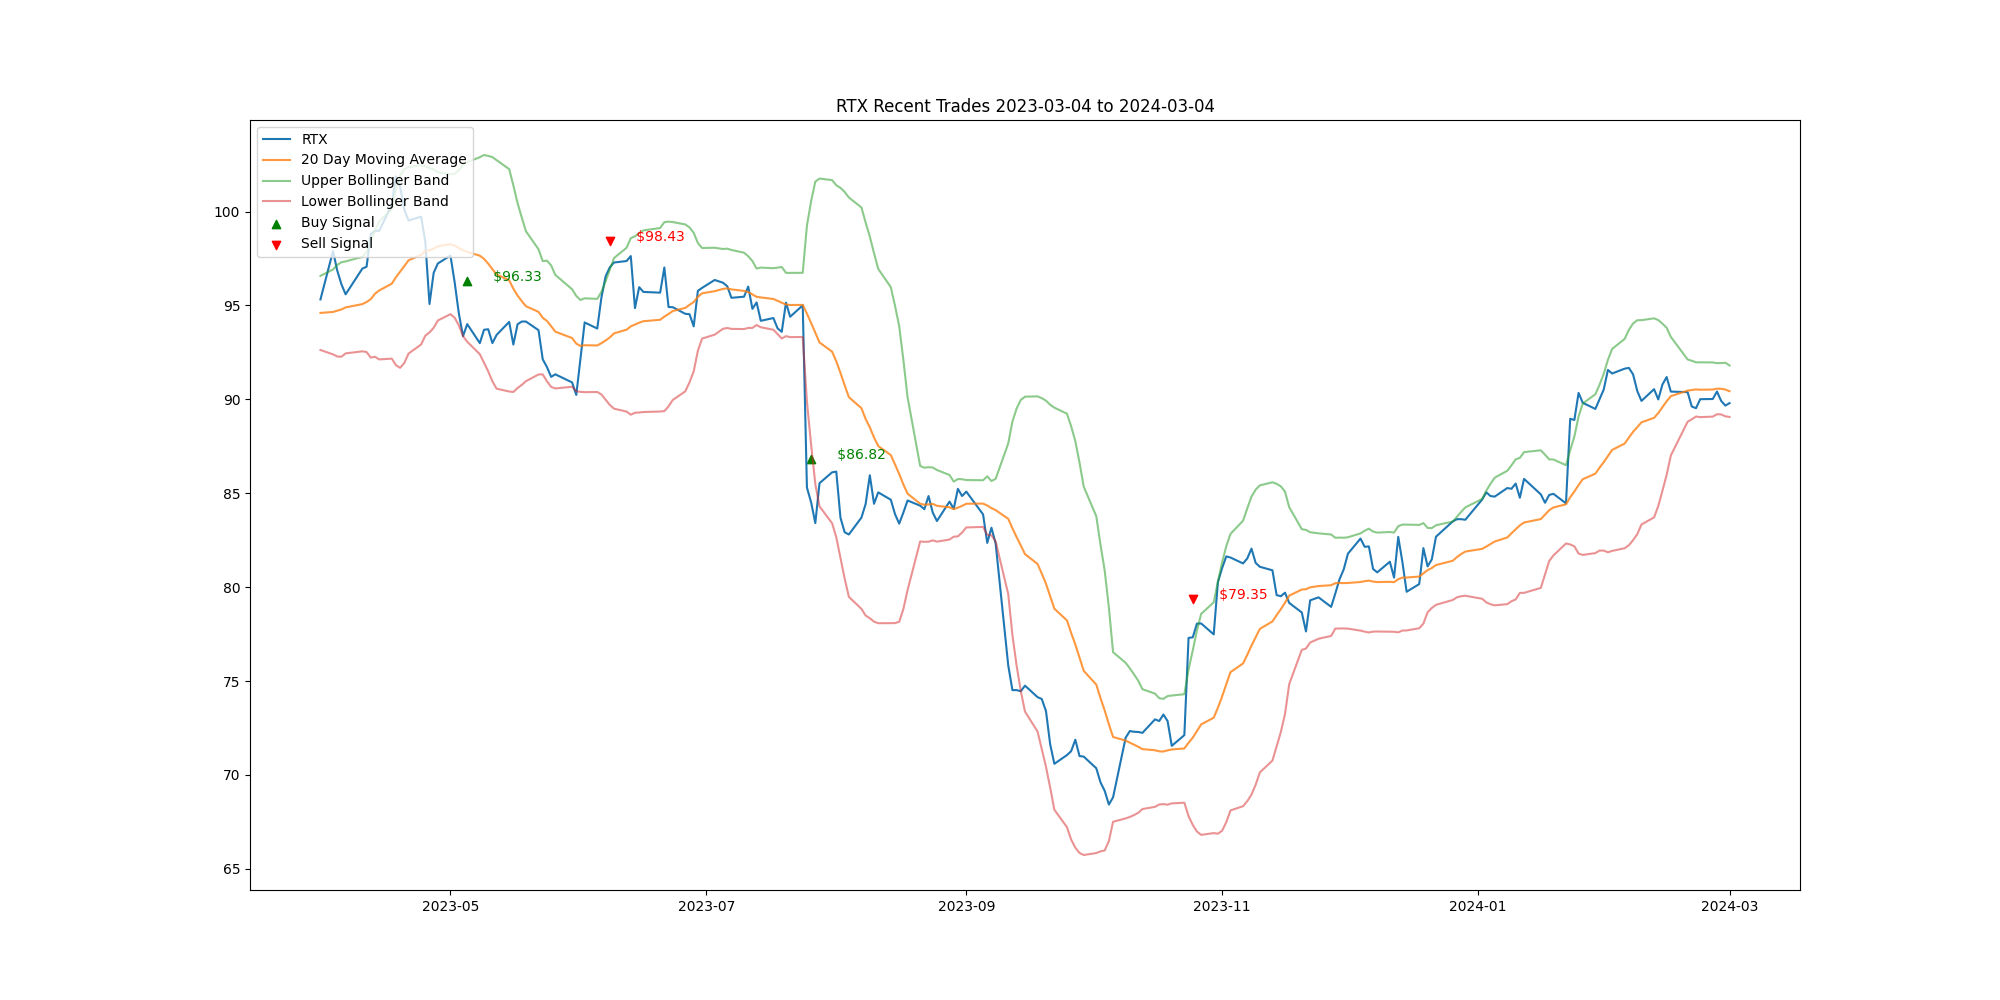 RTX Recent Trades 2023-03-04 to 2024-03-04
RTX
20 Day Moving Average
Upper Bollinger Band
Lower Bollinger Band
Buy Signal
Sell Signal
100
95
90
85
80
75
70
65
$96.33
$98.43
$86.82
$79.35
2023-05
2023-07
2023-09
2023-11
2024-01
2024-03